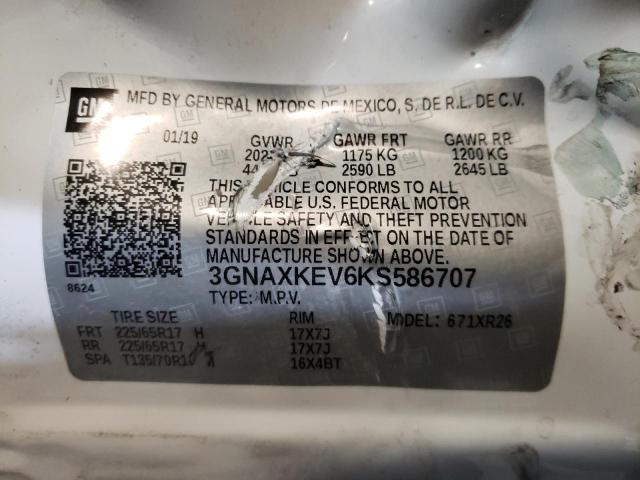 GM MFD BY GENERAL MOTORS DE MEXICO, S. DE R.L. DE C.V.
01/19 GVWR GAWR FRT GAWR RR
1175 KG 1200 KG
2590 LB 2645 LB
THIS VEHICLE CONFORMS TO ALL
APPLICABLE U.S. FEDERAL MOTOR
VEHICLE SAFETY AND THEFT PREVENTION
STANDARDS IN EFFECT ON THE DATE OF
MANUFACTURE SHOWN ABOVE.
3GNAXKEV6KS586707
8624 TYPE: M.P.V.
TIRE SIZE RIM MODEL: 671XR26
FRT 225/65R17 H 17X7J
RR 225/65R17 H 17X7J
SPA 16X4BT